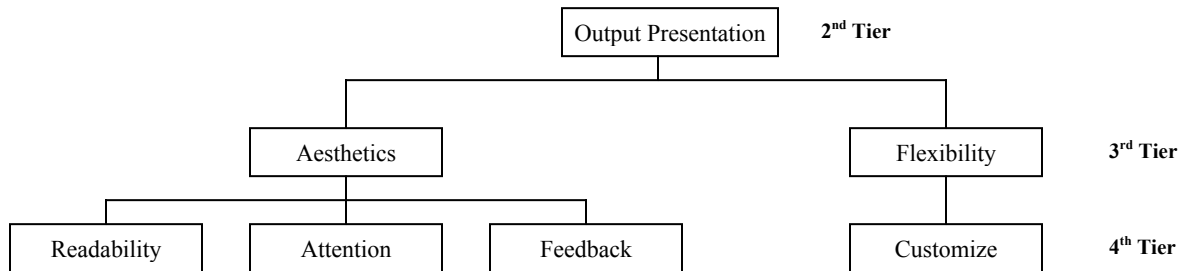 Output Presentation 2nd Tier
Aesthetics Flexibility 3rd Tier
Readability Attention Feedback Customize 4th Tier